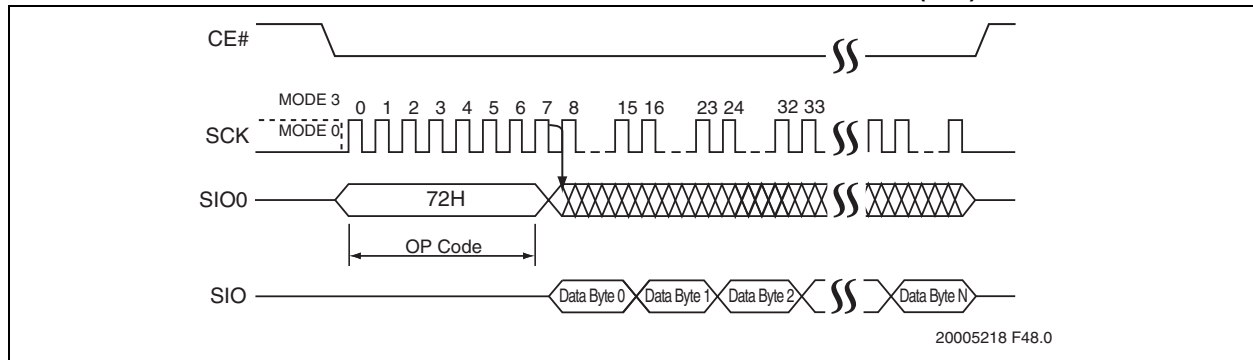 CE#
MODE 3
0 1 2 3 4 5 6 7 8 15 16 23 24 32 33
SCK
MODE 0
SIO0
72H
OP Code
SIO
Data Byte 0 Data Byte 1 Data Byte 2 Data Byte N
20005218 F48.0